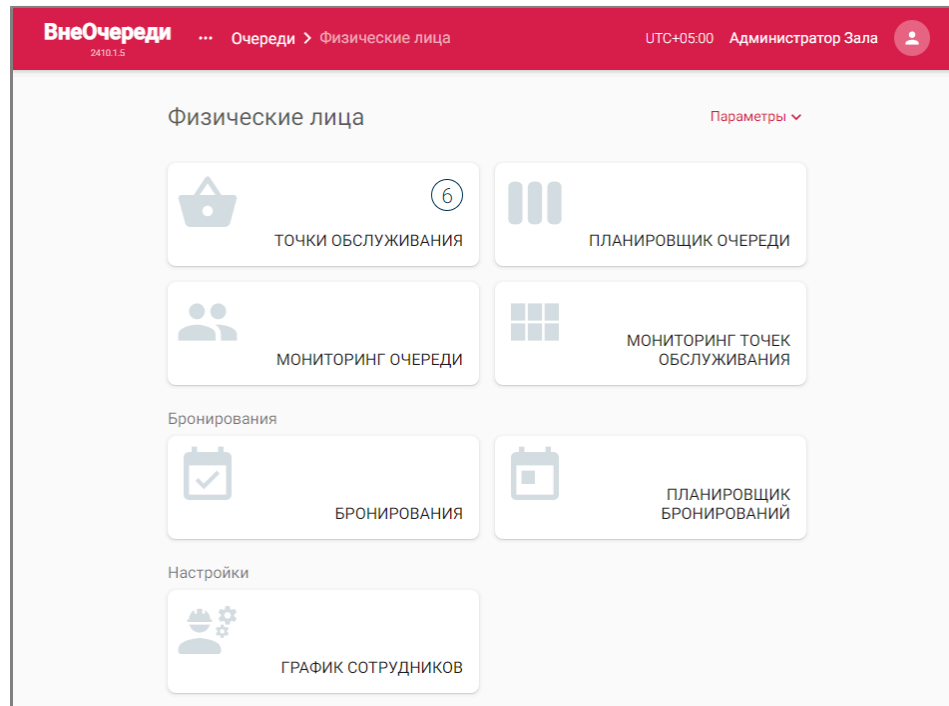 ВнеОчереди ··· Очереди > Физические лица UTC+05:00 Администратор Зала
2410.1.5
Физические лица Параметры
6
ТОЧКИ ОБСЛУЖИВАНИЯ
ПЛАНИРОВЩИК ОЧЕРЕДИ
МОНИТОРИНГ ОЧЕРЕДИ
МОНИТОРИНГ ТОЧЕК
ОБСЛУЖИВАНИЯ
Бронирования
БРОНИРОВАНИЯ
ПЛАНИРОВЩИК
БРОНИРОВАНИЙ
Настройки
ГРАФИК СОТРУДНИКОВ